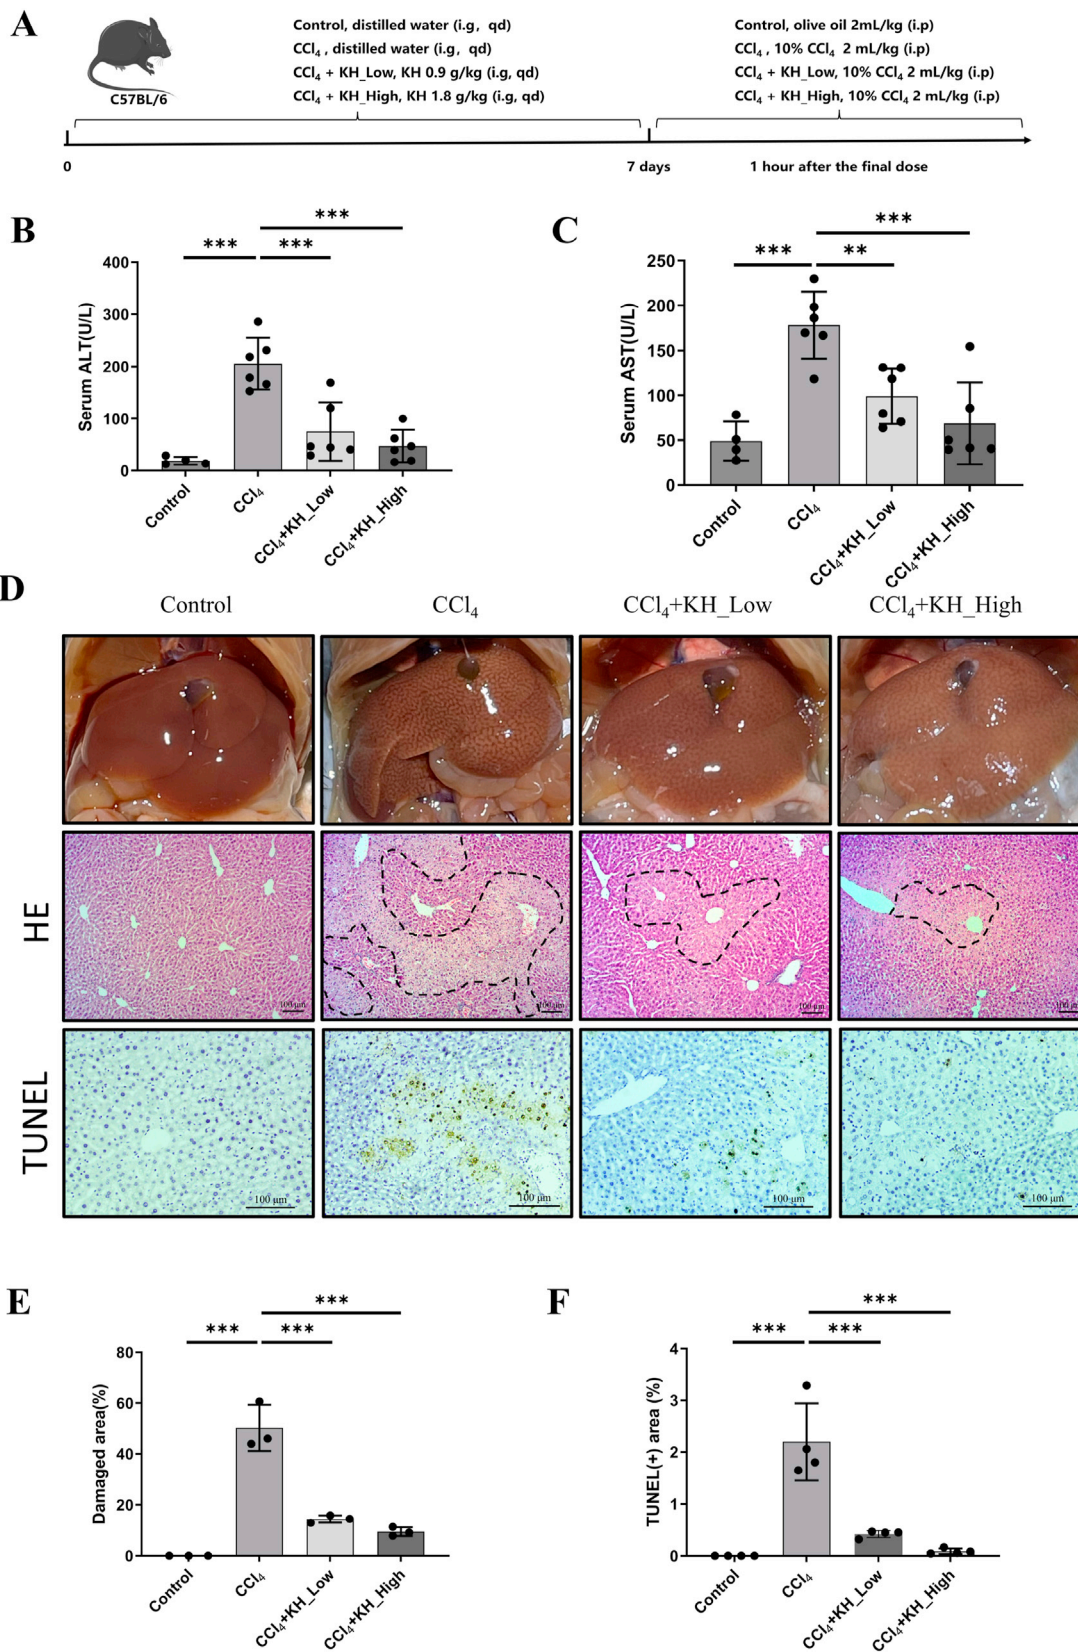 A
C57BL/6
Control, distilled water (i.g, qd)
CCl₄ , distilled water (i.g, qd)
CCl₄ + KH_Low, KH 0.9 g/kg (i.g, qd)
CCl₄ + KH_High, KH 1.8 g/kg (i.g, qd)
Control, olive oil 2mL/kg (i.p)
CCl₄ , 10% CCl₄ 2 mL/kg (i.p)
CCl₄ + KH_Low, 10% CCl₄ 2 mL/kg (i.p)
CCl₄ + KH_High, 10% CCl₄ 2 mL/kg (i.p)
0
7 days
1 hour after the final dose
B
***
*** ***
Serum ALT(U/L)
400
300
200
100
0
Control
CCl₄
CCl₄+KH_Low
CCl₄+KH_High
C
***
*** **
Serum AST(U/L)
250
200
150
100
50
0
Control
CCl₄
CCl₄+KH_Low
CCl₄+KH_High
D
Control
CCl₄
CCl₄+KH_Low
CCl₄+KH_High
HE
100 μm
100 μm
100 μm
TUNEL
100 μm
100 μm
100 μm
100 μm
E
***
*** ***
Damaged area(%)
80
60
40
20
0
Control
CCl₄
CCl₄+KH_Low
CCl₄+KH_High
F
***
*** ***
TUNEL(+) area (%)
4
3
2
1
0
Control
CCl₄
CCl₄+KH_Low
CCl₄+KH_High